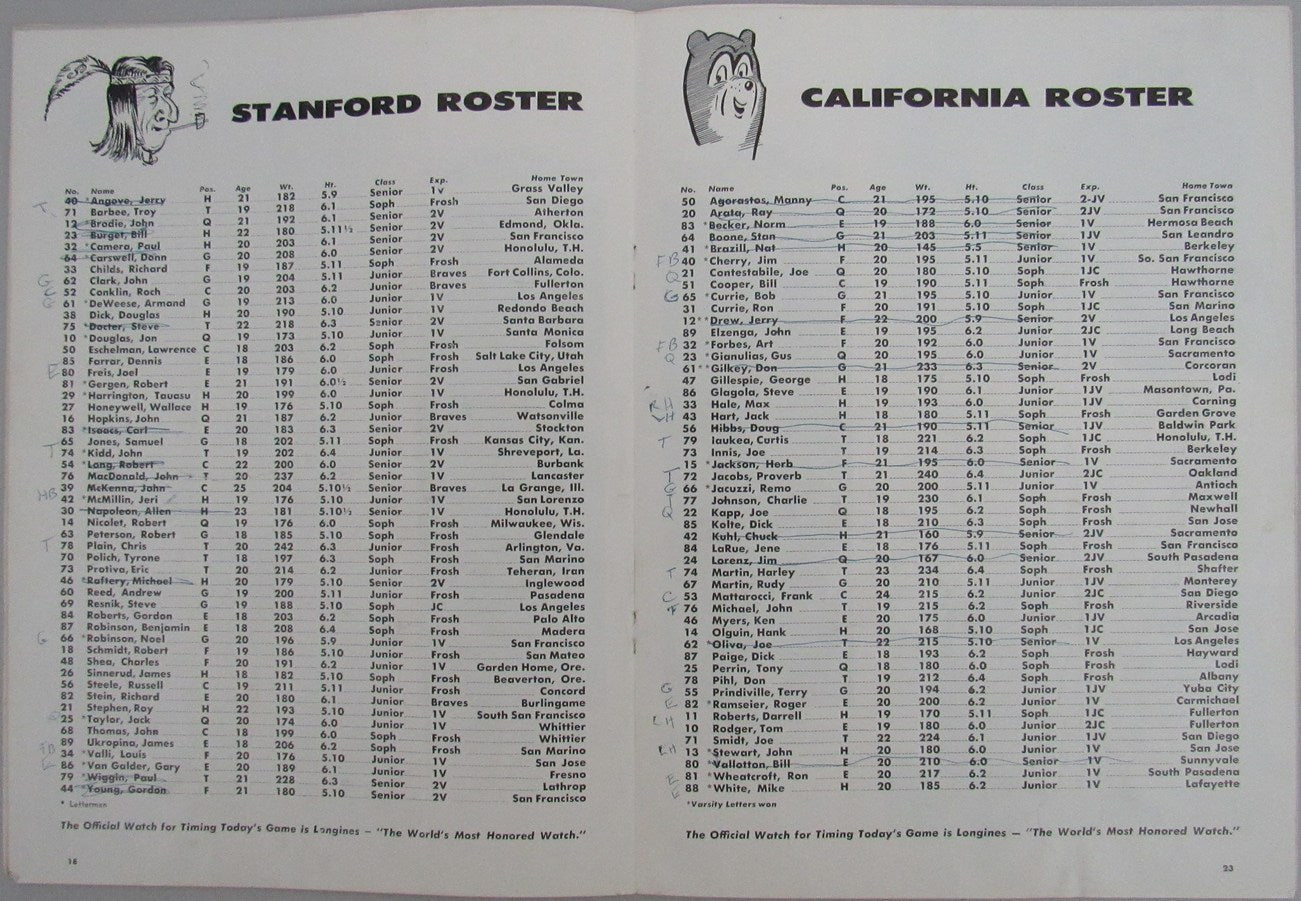 STANFORD ROSTER
No. Name Pos. Age Wt. Ht. Class Exp. Home Town
40 *Angove, Jerry H 21 182 5.9 Senior 1v Grass Valley
71 Barbee, Troy T 19 218 6.1 Soph Frosh San Diego
12 *Brodie, John Q 21 192 6.1 Senior 2V Atherton
23 *Burget, Bill H 22 180 5.11½ Senior 2V Edmond, Okla.
32 *Camera, Paul H 20 203 6.1 Senior 2V San Francisco
64 *Carswell, Donn G 20 208 6.0 Senior 2V Honolulu, T.H.
33 Childs, Richard F 19 187 5.11 Soph Frosh Alameda
62 Clark, John G 19 204 5.11 Junior Braves Fort Collins, Colo.
52 Conklin, Roch C 20 203 6.2 Junior Braves Fullerton
61 *DeWeese, Armand G 19 213 6.0 Junior 1V Los Angeles
38 Dick, Douglas H 20 190 5.10 Junior 1V Redondo Beach
75 *Docter, Steve T 22 218 6.3 Senior 2V Santa Barbara
10 *Douglas, Jon Q 19 173 5.10 Junior 1V Santa Monica
50 Eschelman, Lawrence C 18 203 6.2 Soph Frosh Folsom
85 Farrar, Dennis E 18 186 6.0 Soph Frosh Salt Lake City, Utah
80 Freis, Joel E 19 179 6.0 Junior Frosh Los Angeles
81 *Gergen, Robert E 21 191 6.0½ Senior 2V San Gabriel
29 *Harrington, Tauasu H 20 199 6.0 Junior 1V Honolulu, T.H.
27 Honeywell, Wallace H 19 176 5.10 Soph Frosh Colma
16 Hopkins, John Q 21 187 6.2 Junior Braves Watsonville
83 *Isaacs, Carl E 20 183 6.3 Senior 2V Stockton
65 Jones, Samuel G 18 202 5.11 Soph Frosh Kansas City, Kan.
74 *Kidd, John T 19 202 6.4 Junior 1V Shreveport, La.
54 *Long, Robert C 22 200 6.0 Senior 2V Burbank
76 MacDonald, John T 20 237 6.2 Senior 1V Lancaster
39 McKenna, John C 25 204 5.10½ Senior Braves La Grange, Ill.
42 *McMillin, Jeri H 19 176 5.10 Junior 1V San Lorenzo
30 Napoleon, Allen H 23 181 5.10½ Senior 1V Honolulu, T.H.
14 Nicolet, Robert Q 19 176 6.0 Soph Frosh Milwaukee, Wis.
63 Peterson, Robert G 18 185 5.10 Soph Frosh Glendale
78 Plain, Chris T 20 242 6.3 Junior Frosh Arlington, Va.
70 Polich, Tyrone T 18 197 6.3 Soph Frosh San Marino
73 Protiva, Eric T 20 214 6.2 Junior Frosh Teheran, Iran
46 *Raftery, Michael H 20 179 5.10 Senior 2V Inglewood
60 Reed, Andrew G 19 200 5.11 Junior Frosh Pasadena
69 Resnik, Steve G 19 188 5.10 Soph JC Los Angeles
84 Roberts, Gordon E 18 203 6.2 Soph Frosh Palo Alto
87 Robinson, Benjamin E 18 208 6.4 Soph Frosh Madera
66 *Robinson, Noel G 20 196 5.9 Junior 1V San Francisco
18 Schmidt, Robert F 19 186 5.10 Junior Frosh San Mateo
48 Shea, Charles F 20 191 6.2 Junior 1V Garden Home, Ore.
26 Sinnerud, James H 18 182 5.10 Soph Frosh Beaverton, Ore.
56 Steele, Russell C 19 211 5.11 Junior Frosh Concord
82 Stein, Richard E 20 180 6.1 Junior Braves Burlingame
21 Stephen, Roy H 22 193 5.10 Junior 1V South San Francisco
25 *Taylor, Jack Q 20 174 6.0 Junior 1V Whittier
68 Thomas, John C 18 199 6.0 Soph Frosh Whittier
89 Ukropina, James E 18 206 6.2 Soph Frosh San Marino
34 *Valli, Louis F 20 176 5.10 Junior 1V San Jose
86 *Van Galder, Gary E 20 189 6.1 Junior 1V Fresno
79 *Wiggin, Paul T 21 228 6.3 Senior 2V Lathrop
44 *Young, Gordon F 21 180 5.10 Senior 2V San Francisco
* Lettermen
The Official Watch for Timing Today's Game is Longines – "The World's Most Honored Watch."
16
CALIFORNIA ROSTER
No. Name Pos. Age Wt. Ht. Class Exp. Home Town
50 Agorastos, Manny C 21 195 5.10 Senior 2-JV San Francisco
20 Arata, Ray Q 20 172 5.10 Senior 2JV San Francisco
83 *Becker, Norm E 19 188 6.0 Junior 1V Hermosa Beach
64 Boone, Stan G 21 203 5.11 Senior 1JV San Leandro
41 *Brazill, Nat H 20 145 5.5 Senior 1V Berkeley
40 *Cherry, Jim F 20 195 5.11 Junior 1V So. San Francisco
21 Contestabile, Joe Q 20 180 5.10 Soph 1JC Hawthorne
51 Cooper, Bill C 19 190 5.11 Soph Frosh Hawthorne
65 *Currie, Bob G 21 195 5.10 Junior 1V San Francisco
31 Currie, Ron F 20 191 5.10 Soph 1JC San Marino
12 **Drew, Jerry F 22 200 5.9 Senior 2V Los Angeles
89 Elzenga, John E 19 195 6.2 Junior 2JC Long Beach
32 *Forbes, Art F 20 192 6.0 Junior 1V San Francisco
23 *Gianulias, Gus Q 20 195 6.0 Junior 1V Sacramento
61 **Gilkey, Don G 21 233 6.3 Senior 2V Corcoran
47 Gillespie, George H 18 175 5.10 Soph Frosh Lodi
86 Glagola, Steve E 20 190 6.1 Junior 1JV Masontown, Pa.
33 Hale, Max H 19 193 6.0 Junior 1JV Corning
43 Hart, Jack H 18 180 5.11 Soph Frosh Garden Grove
56 Hibbs, Doug C 21 190 5.11 Senior 1JV Baldwin Park
79 Iaukea, Curtis T 18 221 6.2 Soph 1JC Honolulu, T.H.
73 Innis, Joe T 19 214 6.3 Soph Frosh Berkeley
15 *Jackson, Herb F 21 195 6.0 Senior 1V Sacramento
72 Jacobs, Proverb T 21 240 6.4 Junior 2JC Oakland
66 *Jacuzzi, Remo G 20 200 5.11 Junior 1V Antioch
77 Johnson, Charlie T 19 230 6.1 Soph Frosh Maxwell
22 Kapp, Joe Q 18 195 6.2 Soph Frosh Newhall
85 Kolte, Dick E 18 210 6.3 Soph Frosh San Jose
42 Kuhl, Chuck H 21 160 5.9 Senior 2JV Sacramento
84 LaRue, Jene E 18 176 5.11 Soph Frosh San Francisco
24 Lorenz, Jim Q 20 167 6.0 Senior 2JV South Pasadena
74 Martin, Harley T 23 234 6.4 Soph Frosh Shafter
67 Martin, Rudy G 20 210 5.11 Junior 1JV Monterey
53 Mattarocci, Frank C 24 215 6.2 Junior 2JC San Diego
76 Michael, John T 19 215 6.2 Soph Frosh Riverside
46 Myers, Ken E 20 175 6.0 Junior 1JV Arcadia
14 Olguin, Hank H 20 168 5.10 Soph 1JC San Jose
62 *Oliva, Joe T 22 215 5.10 Senior 1V Los Angeles
87 Paige, Dick E 18 193 6.2 Soph Frosh Hayward
25 Perrin, Tony Q 18 180 6.0 Soph Frosh Lodi
78 Pihl, Don T 19 212 6.4 Soph Frosh Albany
55 Prindiville, Terry G 20 194 6.2 Junior 1JV Yuba City
82 *Ramseier, Roger E 20 200 6.2 Junior 1V Carmichael
11 Roberts, Darrell H 19 170 5.11 Soph 1JC Fullerton
10 Rodger, Tom E 19 180 6.0 Junior 2JC Fullerton
71 Smidt, Joe T 22 224 6.1 Junior 1JV San Diego
13 *Stewart, John H 20 180 6.0 Junior 1V San Jose
80 *Vallotton, Bill E 20 210 6.0 Senior 1V Sunnyvale
81 *Wheatcroft, Ron E 20 217 6.2 Junior 1V South Pasadena
88 *White, Mike H 20 185 6.2 Junior 1V Lafayette
*Varsity Letters won
The Official Watch for Timing Today's Game is Longines — "The World's Most Honored Watch."
23